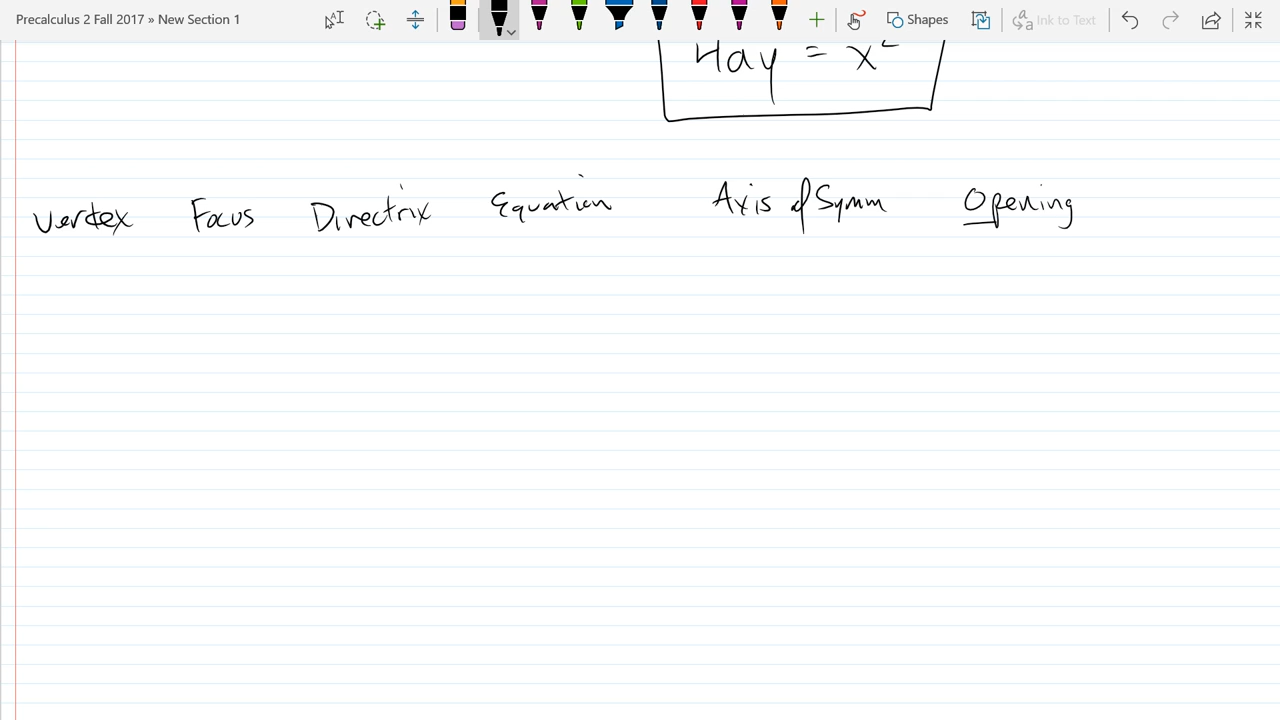 Precalculus 2 Fall 2017 » New Section 1 Shapes Ink to Text
4ay = x²
Vertex Focus Directrix Equation Axis of Symm Opening